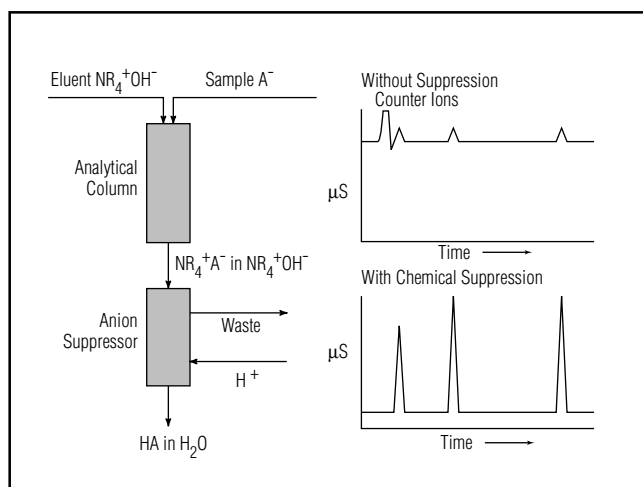 Eluent NR₄⁺OH⁻
Sample A⁻
Analytical
Column
NR₄⁺A⁻ in NR₄⁺OH⁻
Anion
Suppressor
Waste
H⁺
HA in H₂O
Without Suppression
Counter Ions
μS
Time
With Chemical Suppression
μS
Time